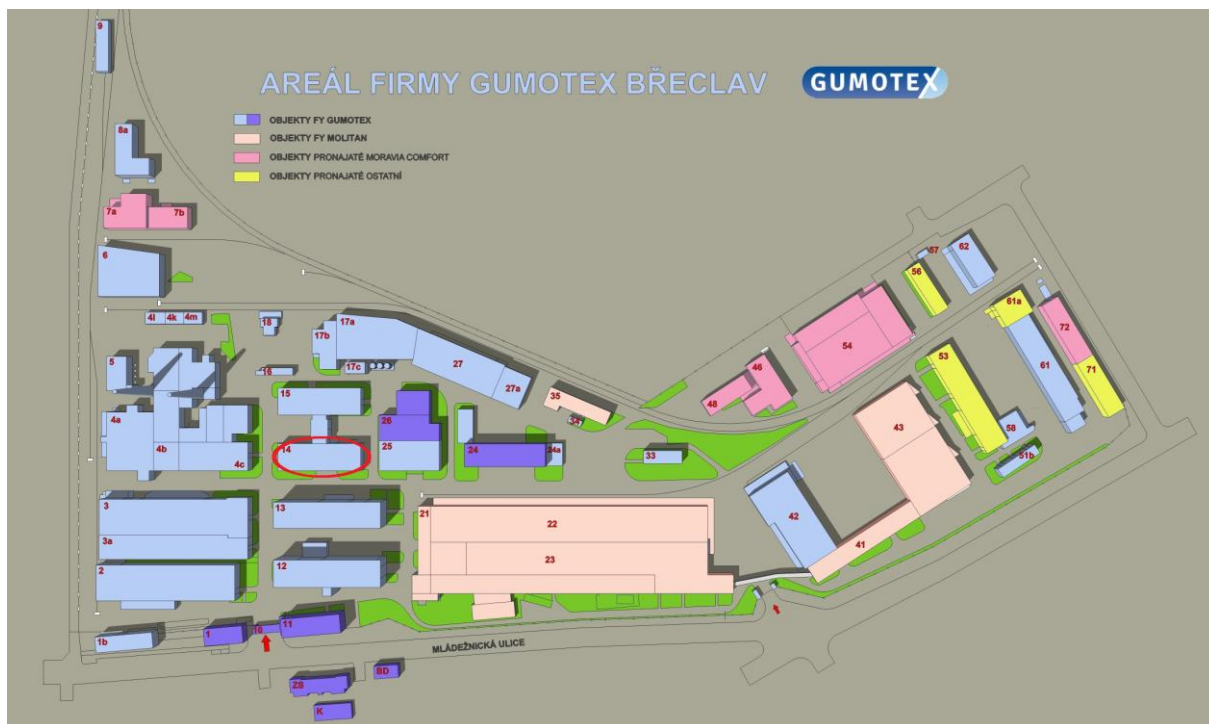 9
AREÁL FIRMY GUMOTEX BŘECLAV
GUMOTEX
OBJEKTY FY GUMOTEX
OBJEKTY FY MOLITAN
OBJEKTY PRONAJATÉ MORAVIA COMFORT
OBJEKTY PRONAJATÉ OSTATNÍ
8a
7a
7b
6
57
62
56
61a
4l
4k
4m
18
17a
17b
72
54
53
5
16
17c
27
27a
46
48
61
71
15
35
34
4a
26
14
25
24
24a
33
43
58
51b
4b
4c
3
13
21
22
42
3a
23
41
2
12
1b
1
10
11
MLÁDEŽNICKÁ ULICE
ZS
BD
K